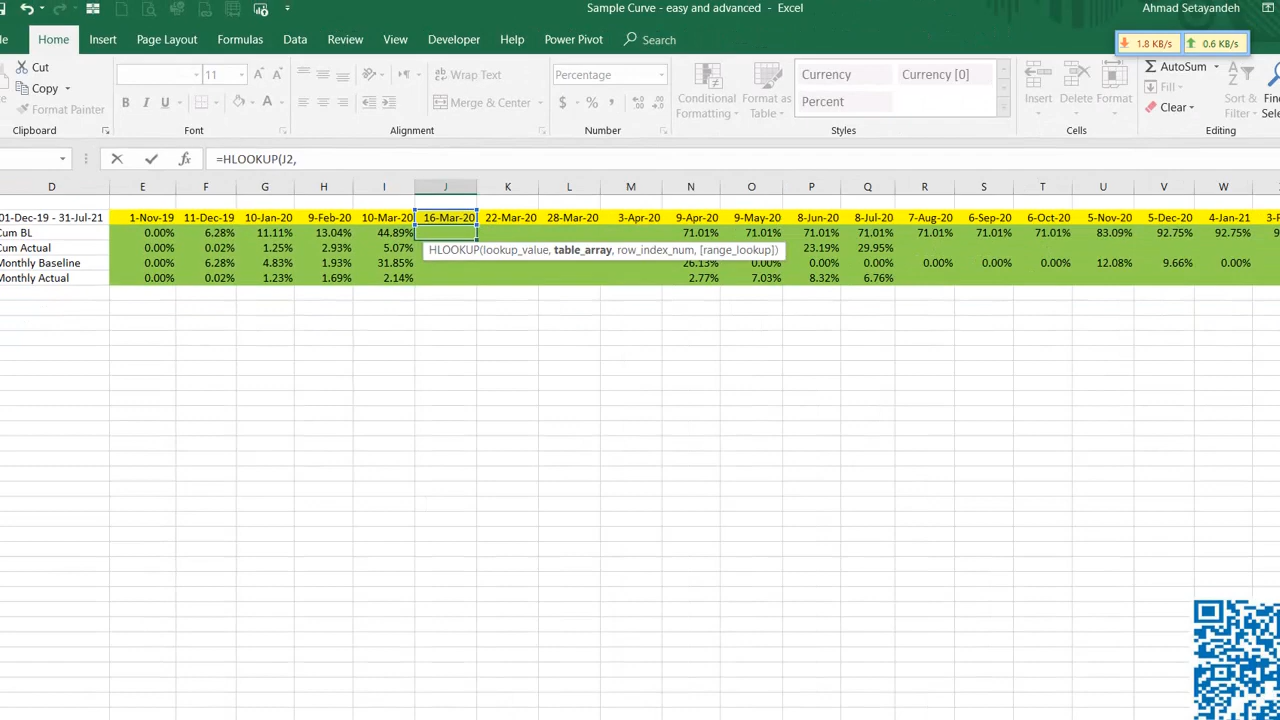 Sample Curve - easy and advanced - Excel
Ahmad Setayandeh
Home Insert Page Layout Formulas Data Review View Developer Help Power Pivot Search
1.8 KB/s 0.6 KB/s
Cut
Copy
Format Painter
Clipboard
11
B I U
Font
Wrap Text
Merge & Center
Alignment
Percentage
$ % ,
Number
Conditional Formatting
Format as Table
Currency Currency [0]
Percent
Styles
Insert Delete Format
Cells
AutoSum
Fill
Clear
Sort & Filter
Editing
fx =HLOOKUP(J2,
D E F G H I J K L M N O P Q R S T U V W
01-Dec-19 - 31-Jul-21 1-Nov-19 11-Dec-19 10-Jan-20 9-Feb-20 10-Mar-20 16-Mar-20 22-Mar-20 28-Mar-20 3-Apr-20 9-Apr-20 9-May-20 8-Jun-20 8-Jul-20 7-Aug-20 6-Sep-20 6-Oct-20 5-Nov-20 5-Dec-20 4-Jan-21
Cum BL 0.00% 6.28% 11.11% 13.04% 44.89% 71.01% 71.01% 71.01% 71.01% 71.01% 71.01% 71.01% 83.09% 92.75% 92.75%
Cum Actual 0.00% 0.02% 1.25% 2.93% 5.07% 23.19% 29.95%
HLOOKUP(lookup_value, table_array, row_index_num, [range_lookup])
Monthly Baseline 0.00% 6.28% 4.83% 1.93% 31.85% 26.13% 0.00% 0.00% 0.00% 0.00% 0.00% 0.00% 12.08% 9.66% 0.00%
Monthly Actual 0.00% 0.02% 1.23% 1.69% 2.14% 2.77% 7.03% 8.32% 6.76%